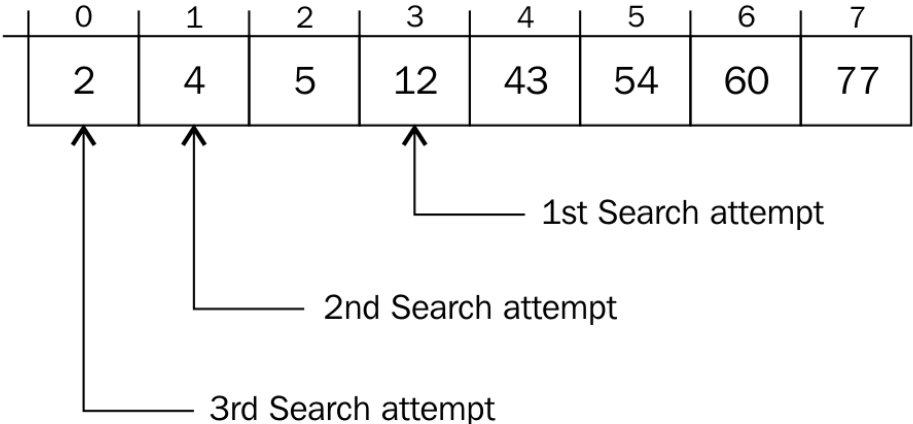 0 1 2 3 4 5 6 7
2 4 5 12 43 54 60 77
1st Search attempt
2nd Search attempt
3rd Search attempt